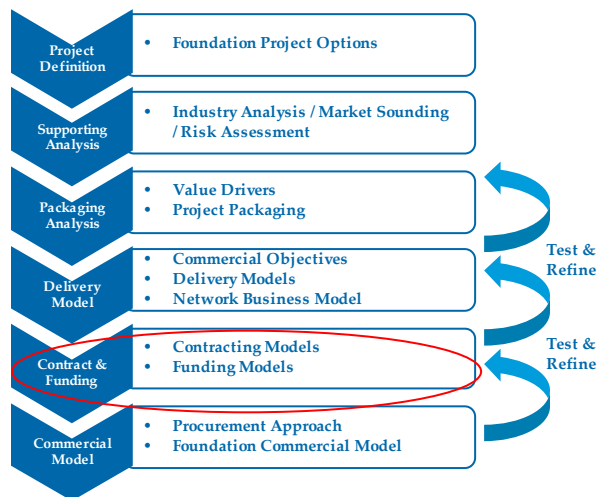 Project
Definition
• Foundation Project Options
Supporting
Analysis
• Industry Analysis / Market Sounding
/ Risk Assessment
Packaging
Analysis
• Value Drivers
• Project Packaging
Test &
Refine
Delivery
Model
• Commercial Objectives
• Delivery Models
• Network Business Model
Test &
Refine
Contract &
Funding
• Contracting Models
• Funding Models
Commercial
Model
• Procurement Approach
• Foundation Commercial Model